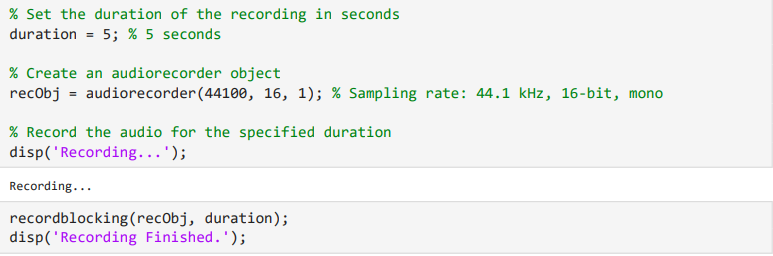 % Set the duration of the recording in seconds
duration = 5; % 5 seconds
% Create an audiorecorder object
recObj = audiorecorder(44100, 16, 1); % Sampling rate: 44.1 kHz, 16-bit, mono
% Record the audio for the specified duration
disp('Recording...');
Recording...
recordblocking(recObj, duration);
disp('Recording Finished.');